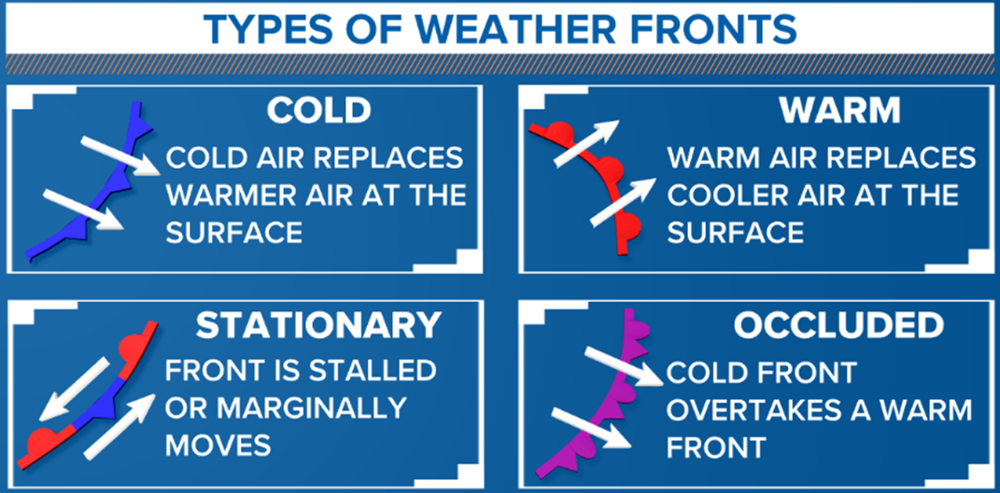 TYPES OF WEATHER FRONTS
COLD
COLD AIR REPLACES
WARMER AIR AT THE
SURFACE
WARM
WARM AIR REPLACES
COOLER AIR AT THE
SURFACE
STATIONARY
FRONT IS STALLED
OR MARGINALLY
MOVES
OCCLUDED
COLD FRONT
OVERTAKES A WARM
FRONT